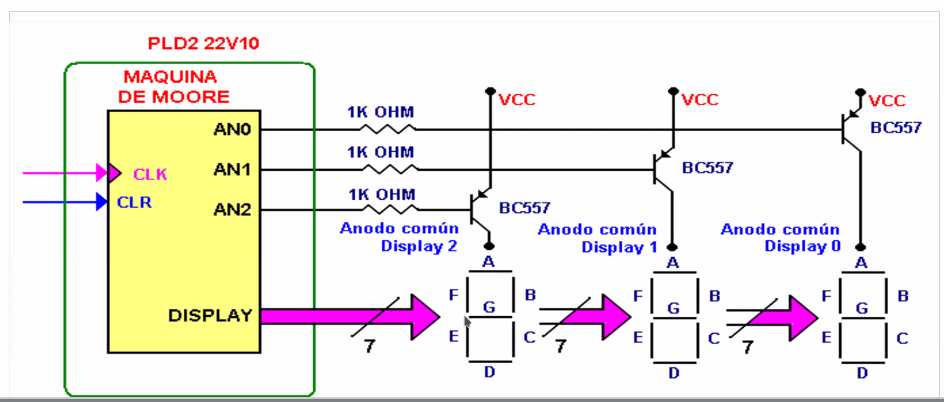 PLD2 22V10
MAQUINA
DE MOORE
AN0
AN1
AN2
CLK
CLR
DISPLAY
1K OHM
1K OHM
1K OHM
VCC
VCC
VCC
BC557
BC557
BC557
Anodo común
Display 2
Anodo común
Display 1
Anodo común
Display 0
7
A
F
B
G
E
C
D
7
A
F
B
G
E
C
D
7
A
F
B
G
E
C
D